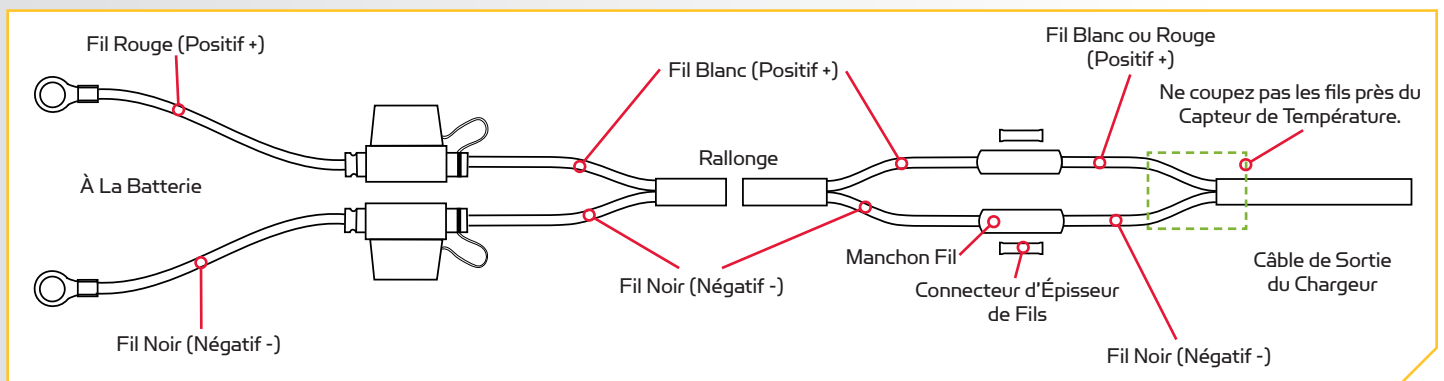 Fil Rouge (Positif +)
À La Batterie
Fil Noir (Négatif -)
Fil Blanc (Positif +)
Rallonge
Fil Noir (Négatif -)
Manchon Fil
Connecteur d'Épisseur
de Fils
Fil Blanc ou Rouge
(Positif +)
Ne coupez pas les fils près du
Capteur de Température.
Câble de Sortie
du Chargeur
Fil Noir (Négatif -)